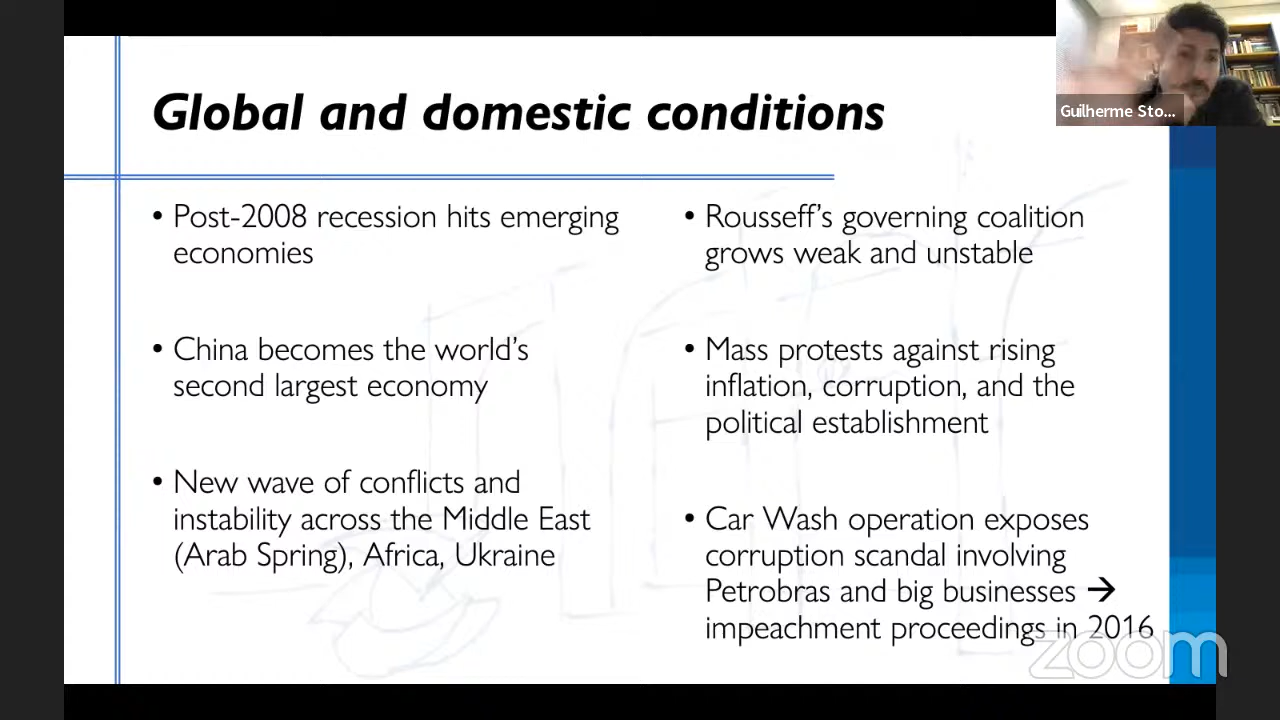 Global and domestic conditions
• Post-2008 recession hits emerging
economies
• China becomes the world's
second largest economy
• New wave of conflicts and
instability across the Middle East
(Arab Spring), Africa, Ukraine
• Rousseff's governing coalition
grows weak and unstable
• Mass protests against rising
inflation, corruption, and the
political establishment
• Car Wash operation exposes
corruption scandal involving
Petrobras and big businesses →
impeachment proceedings in 2016
Guilherme Sto...
zoom